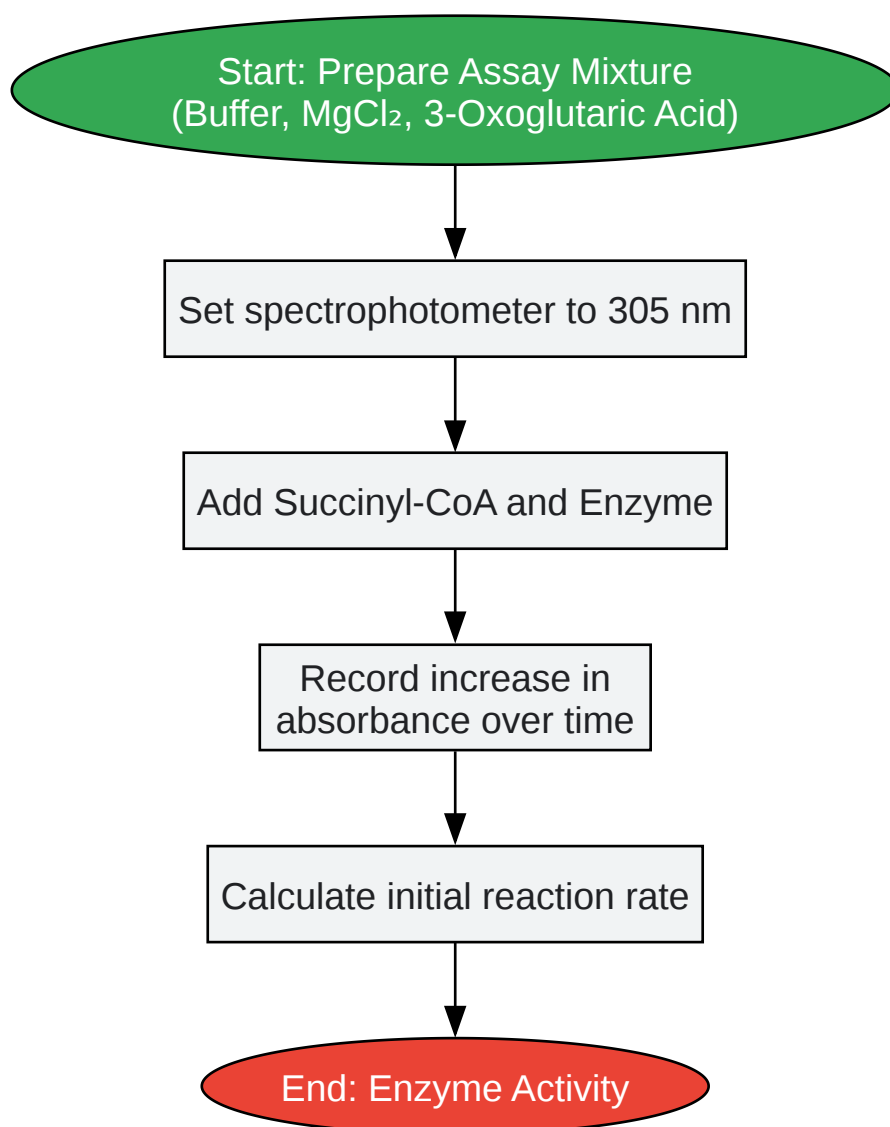 Start: Prepare Assay Mixture
(Buffer, MgCl₂, 3-Oxoglutaric Acid)
Set spectrophotometer to 305 nm
Add Succinyl-CoA and Enzyme
Record increase in
absorbance over time
Calculate initial reaction rate
End: Enzyme Activity